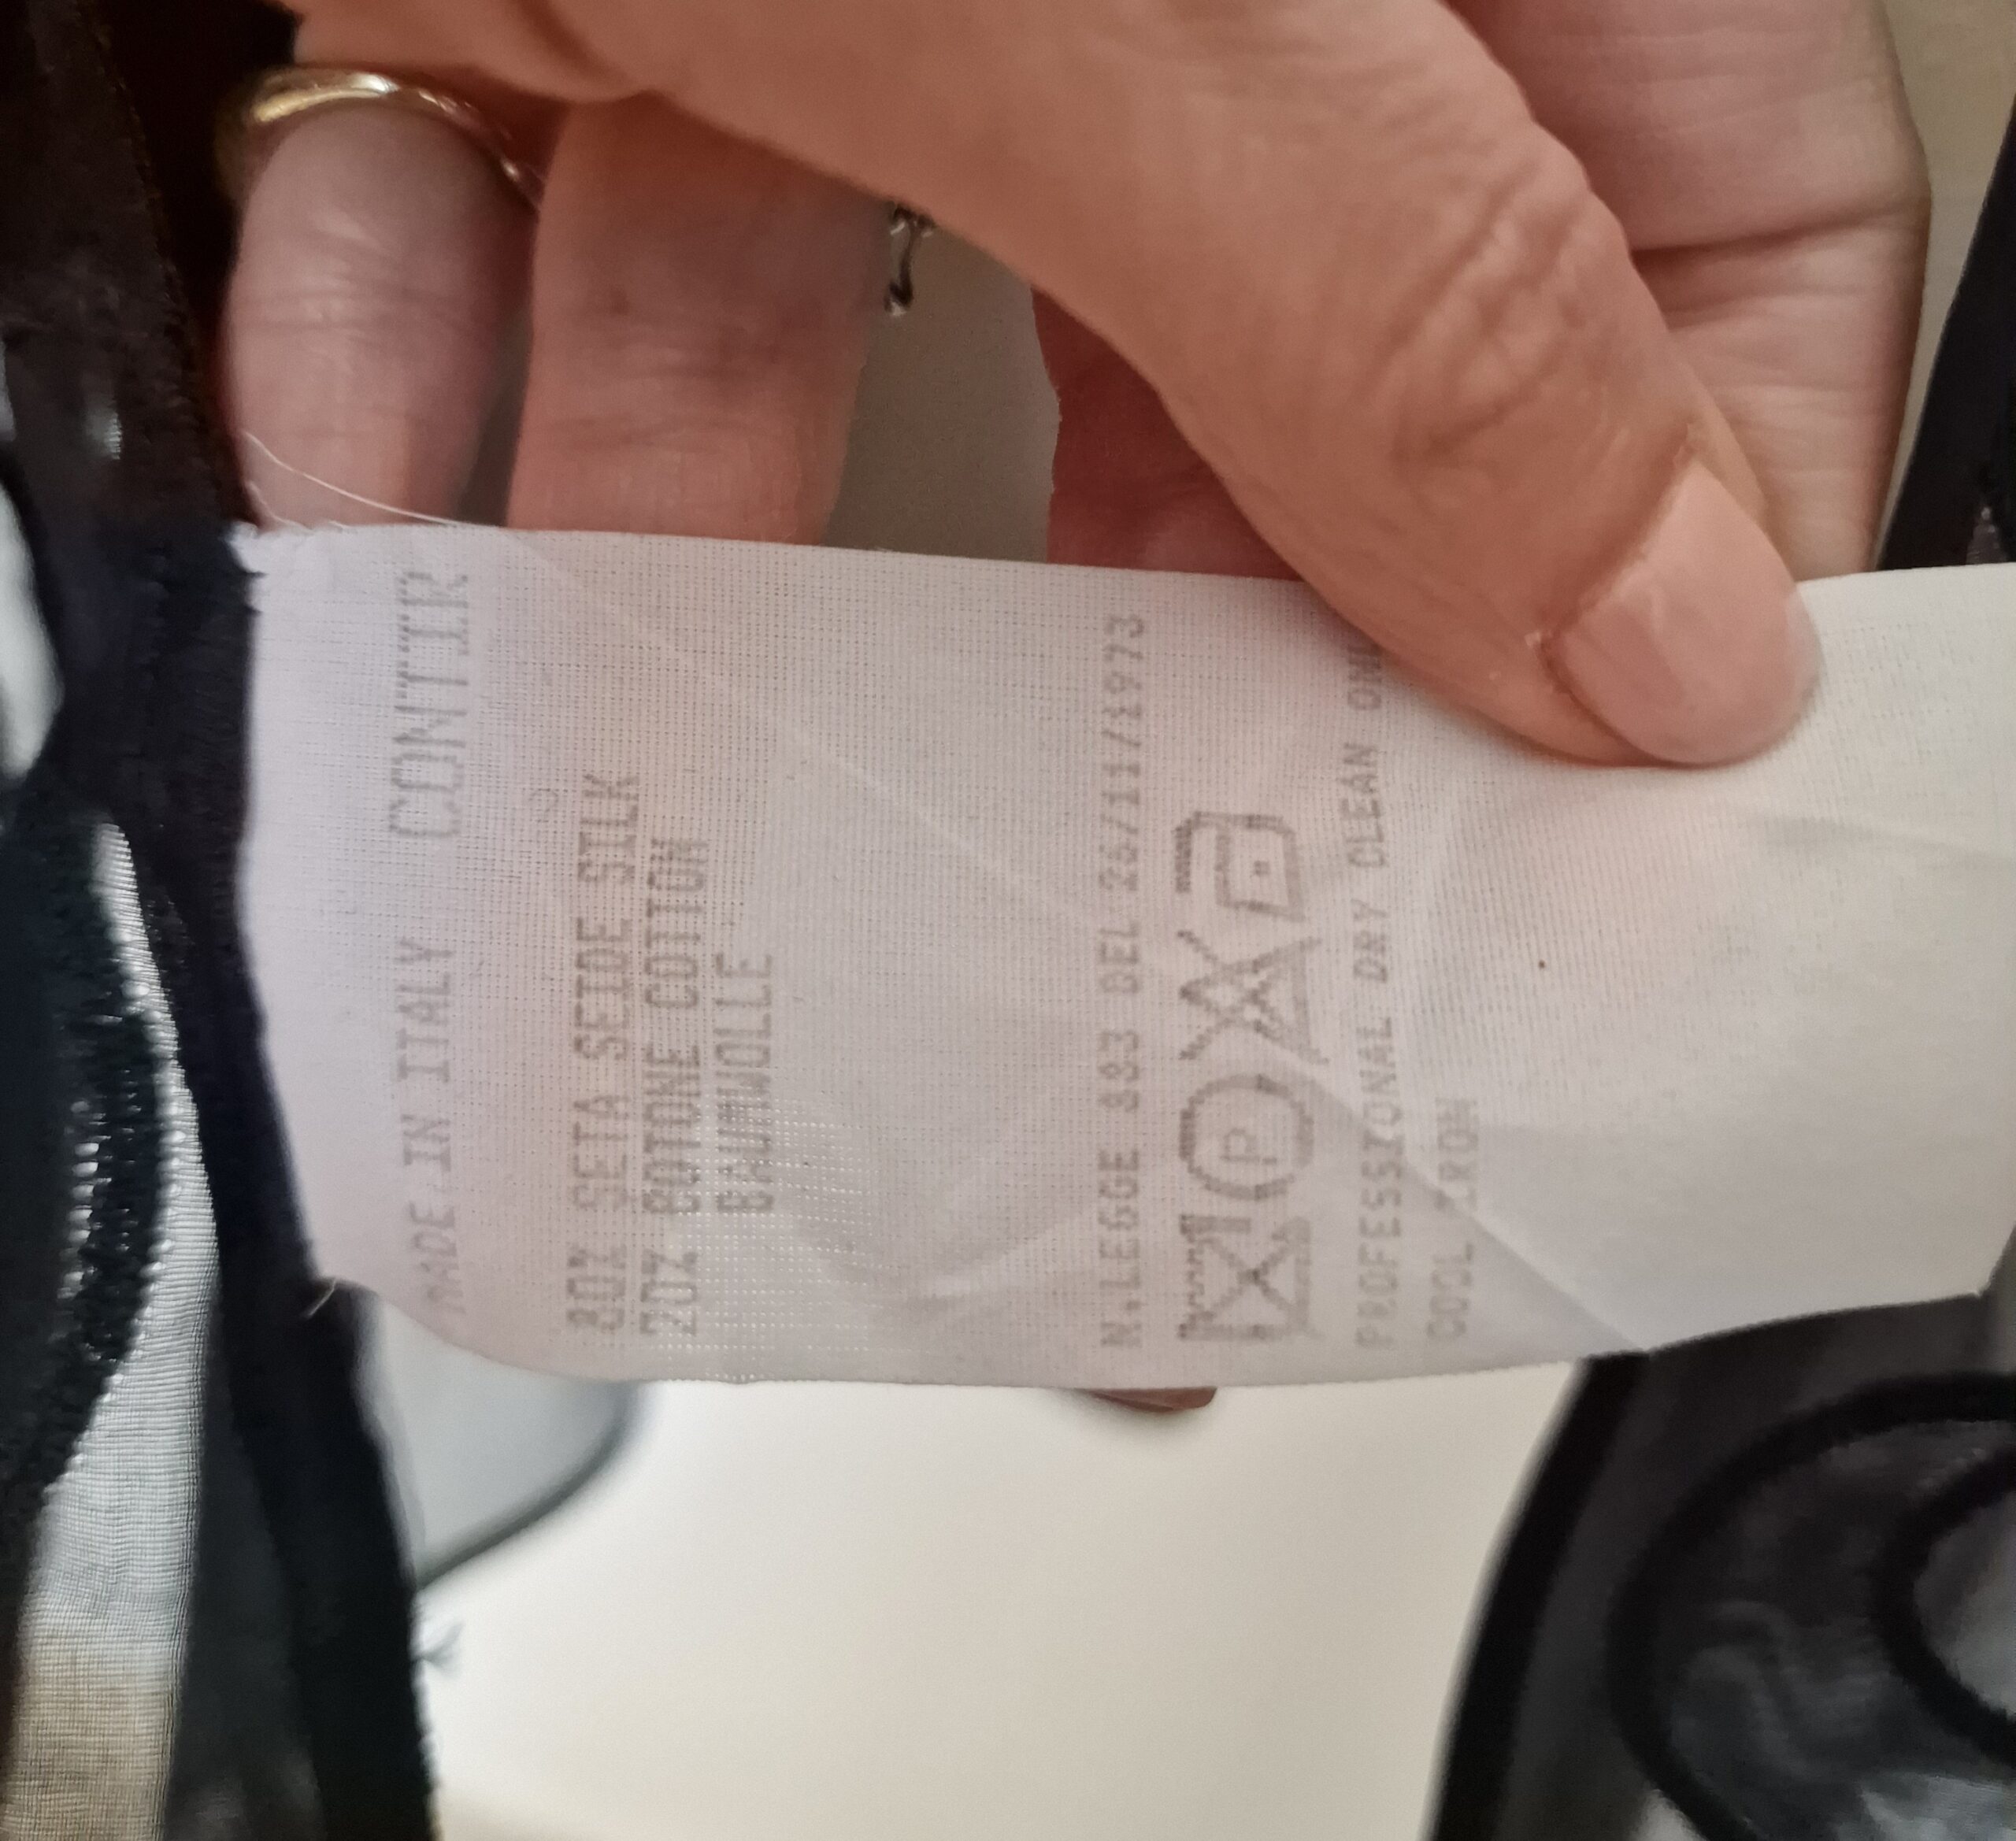 MADE IN ITALY CONTIR
80% SETA SEIDE SILK
20% COTONE COTTON
BAUMWOLLE
N.LEGGE 883 DEL 26/11/1973
P
PROFESSIONAL DRY CLEAN
COOL IRON